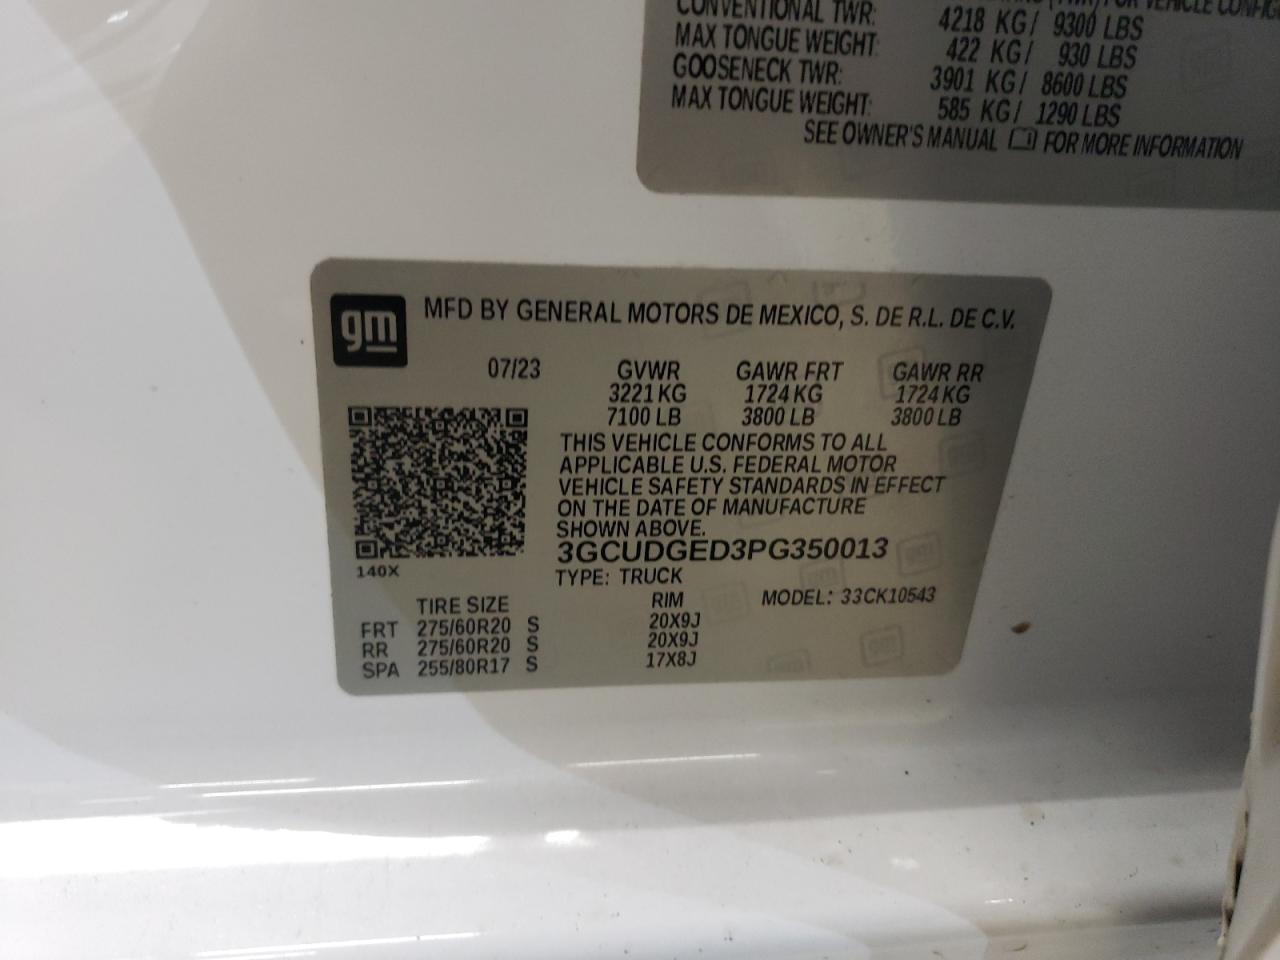 (TWR) FOR VEHICLE CONFIG
CONVENTIONAL TWR: 4218 KG/ 9300 LBS
MAX TONGUE WEIGHT: 422 KG/ 930 LBS
GOOSENECK TWR: 3901 KG/ 8600 LBS
MAX TONGUE WEIGHT: 585 KG/ 1290 LBS
SEE OWNER'S MANUAL FOR MORE INFORMATION
gm MFD BY GENERAL MOTORS DE MEXICO, S. DE R.L. DE C.V.
07/23 GVWR GAWR FRT GAWR RR
3221 KG 1724 KG 1724 KG
7100 LB 3800 LB 3800 LB
THIS VEHICLE CONFORMS TO ALL
APPLICABLE U.S. FEDERAL MOTOR
VEHICLE SAFETY STANDARDS IN EFFECT
ON THE DATE OF MANUFACTURE
SHOWN ABOVE.
3GCUDGED3PG350013
140X
TYPE: TRUCK
TIRE SIZE RIM MODEL: 33CK10543
FRT 275/60R20 S 20X9J
RR 275/60R20 S 20X9J
SPA 255/80R17 S 17X8J